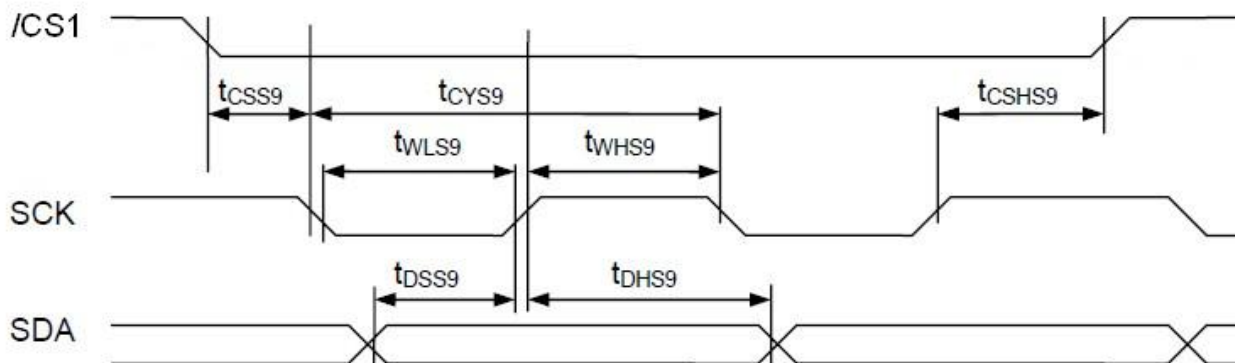 /CS1
tCSS9 tCYS9 tCSHS9
tWLS9 tWHS9
SCK
tDSS9 tDHS9
SDA